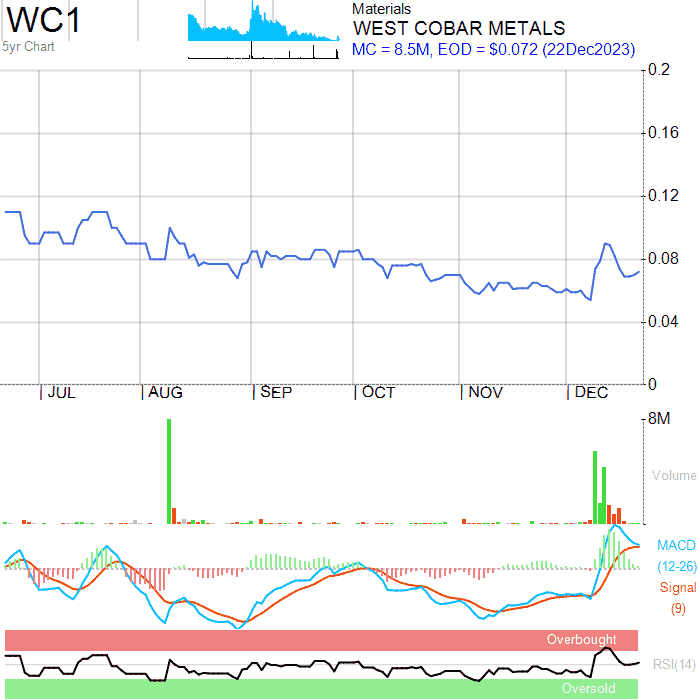 WC1
5yr Chart
Materials
WEST COBAR METALS
MC = 8.5M, EOD = $0.072 (22Dec2023)
0.2
0.16
0.12
0.08
0.04
0
JUL AUG SEP OCT NOV DEC
8M
Volume
MACD
(12-26)
Signal
(9)
Overbought
RSI(14)
Oversold